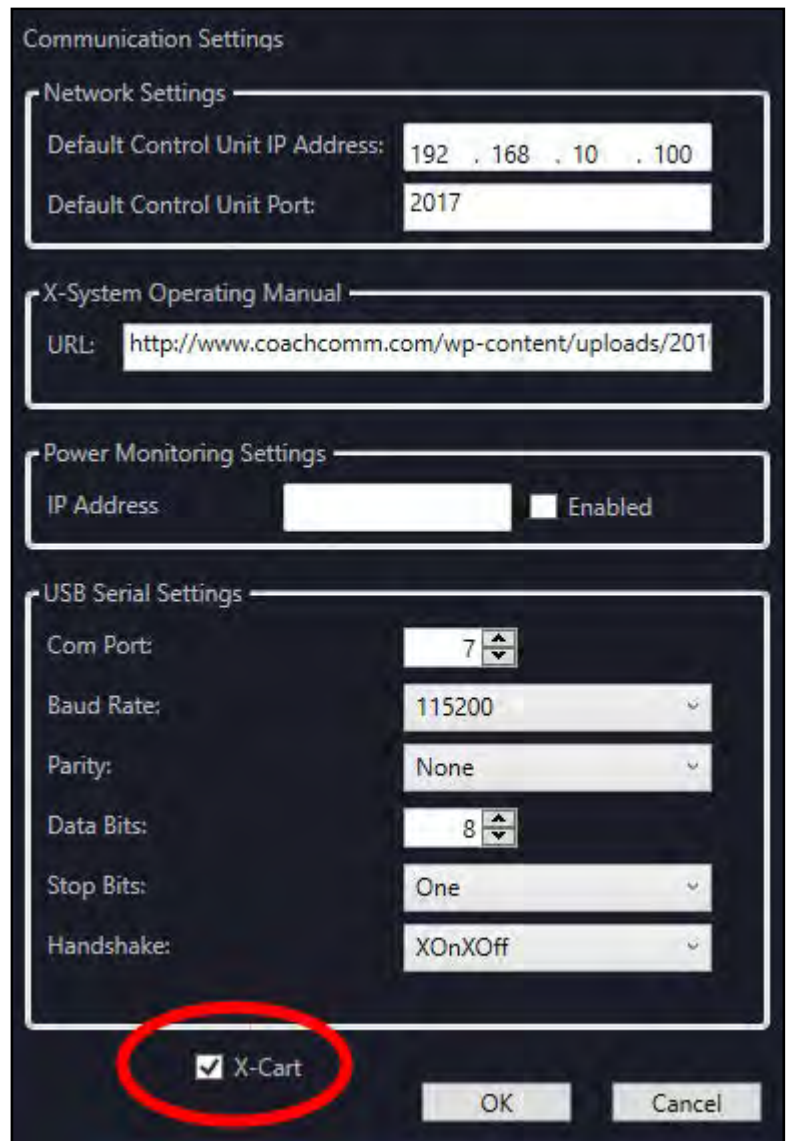 Communication Settings
Network Settings
Default Control Unit IP Address: 192 . 168 . 10 . 100
Default Control Unit Port: 2017
X-System Operating Manual
URL: http://www.coachcomm.com/wp-content/uploads/201
Power Monitoring Settings
IP Address Enabled
USB Serial Settings
Com Port: 7
Baud Rate: 115200
Parity: None
Data Bits: 8
Stop Bits: One
Handshake: XOnXOff
X-Cart
OK Cancel